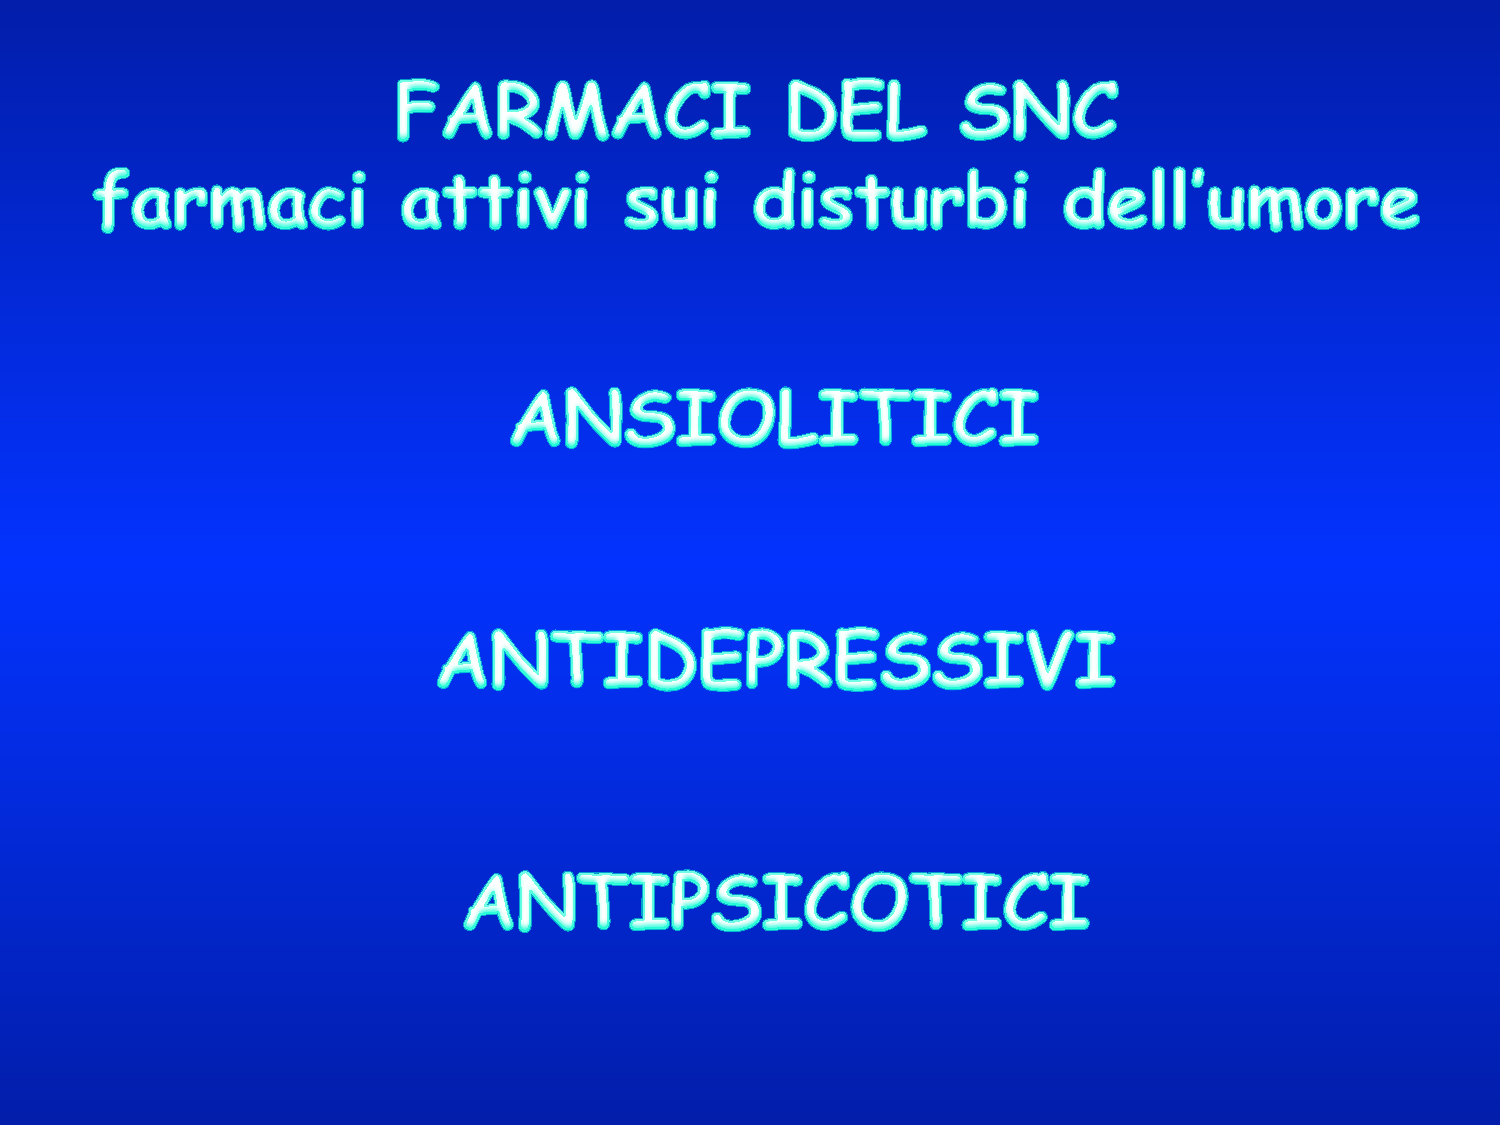 FARMACI DEL SNC
farmaci attivi sui disturbi dell’umore
ANSIOLITICI
ANTIDEPRESSIVI
ANTIPSICOTICI